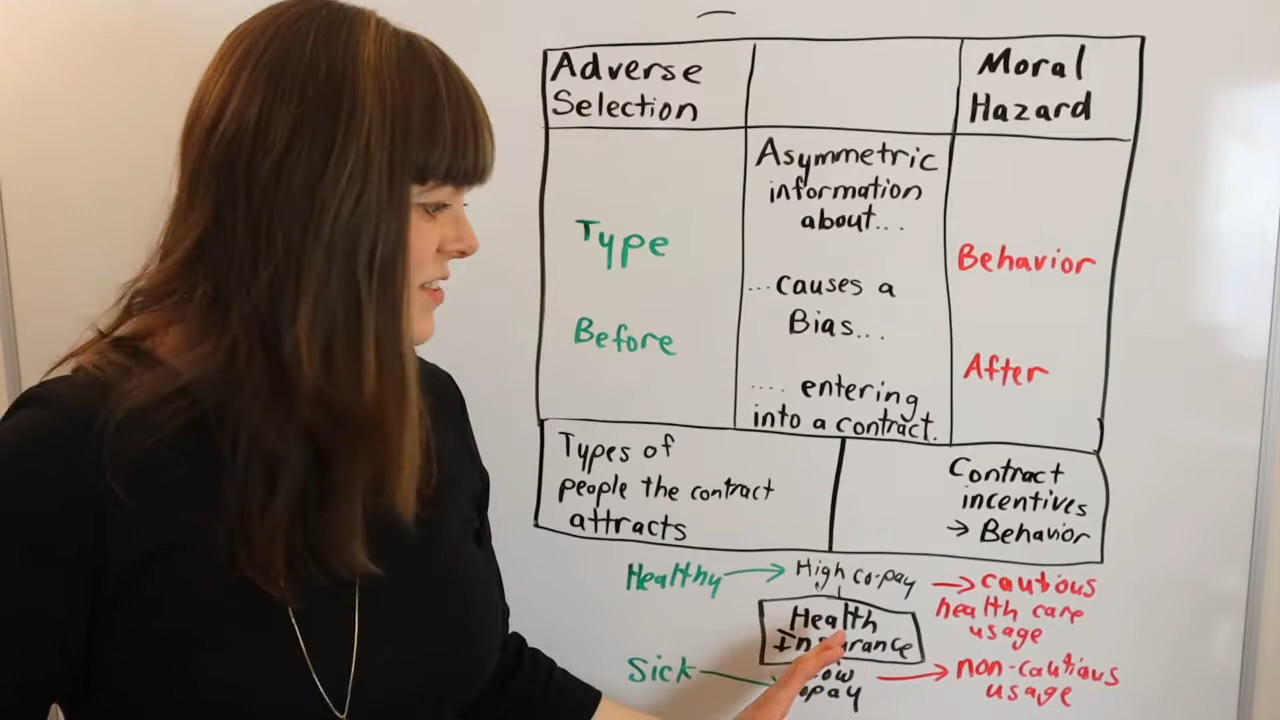 Adverse
Selection
Moral
Hazard
Asymmetric
information
about...
Type
Behavior
...causes a
Bias...
Before
After
.... entering
into a contract.
Types of
people the contract
attracts
Contract
incentives
→ Behavior
Healthy → High co-pay → cautious
health care
usage
Health
Insurance
Sick → → non-cautious
usage